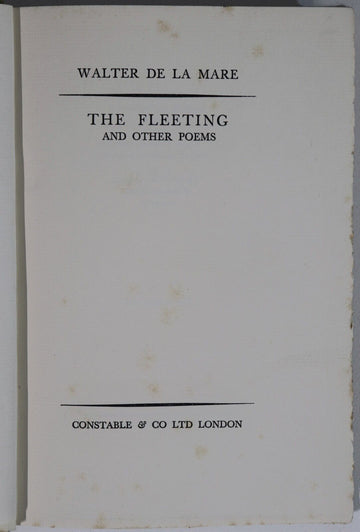 WALTER DE LA MARE
THE FLEETING
AND OTHER POEMS
CONSTABLE & CO LTD LONDON